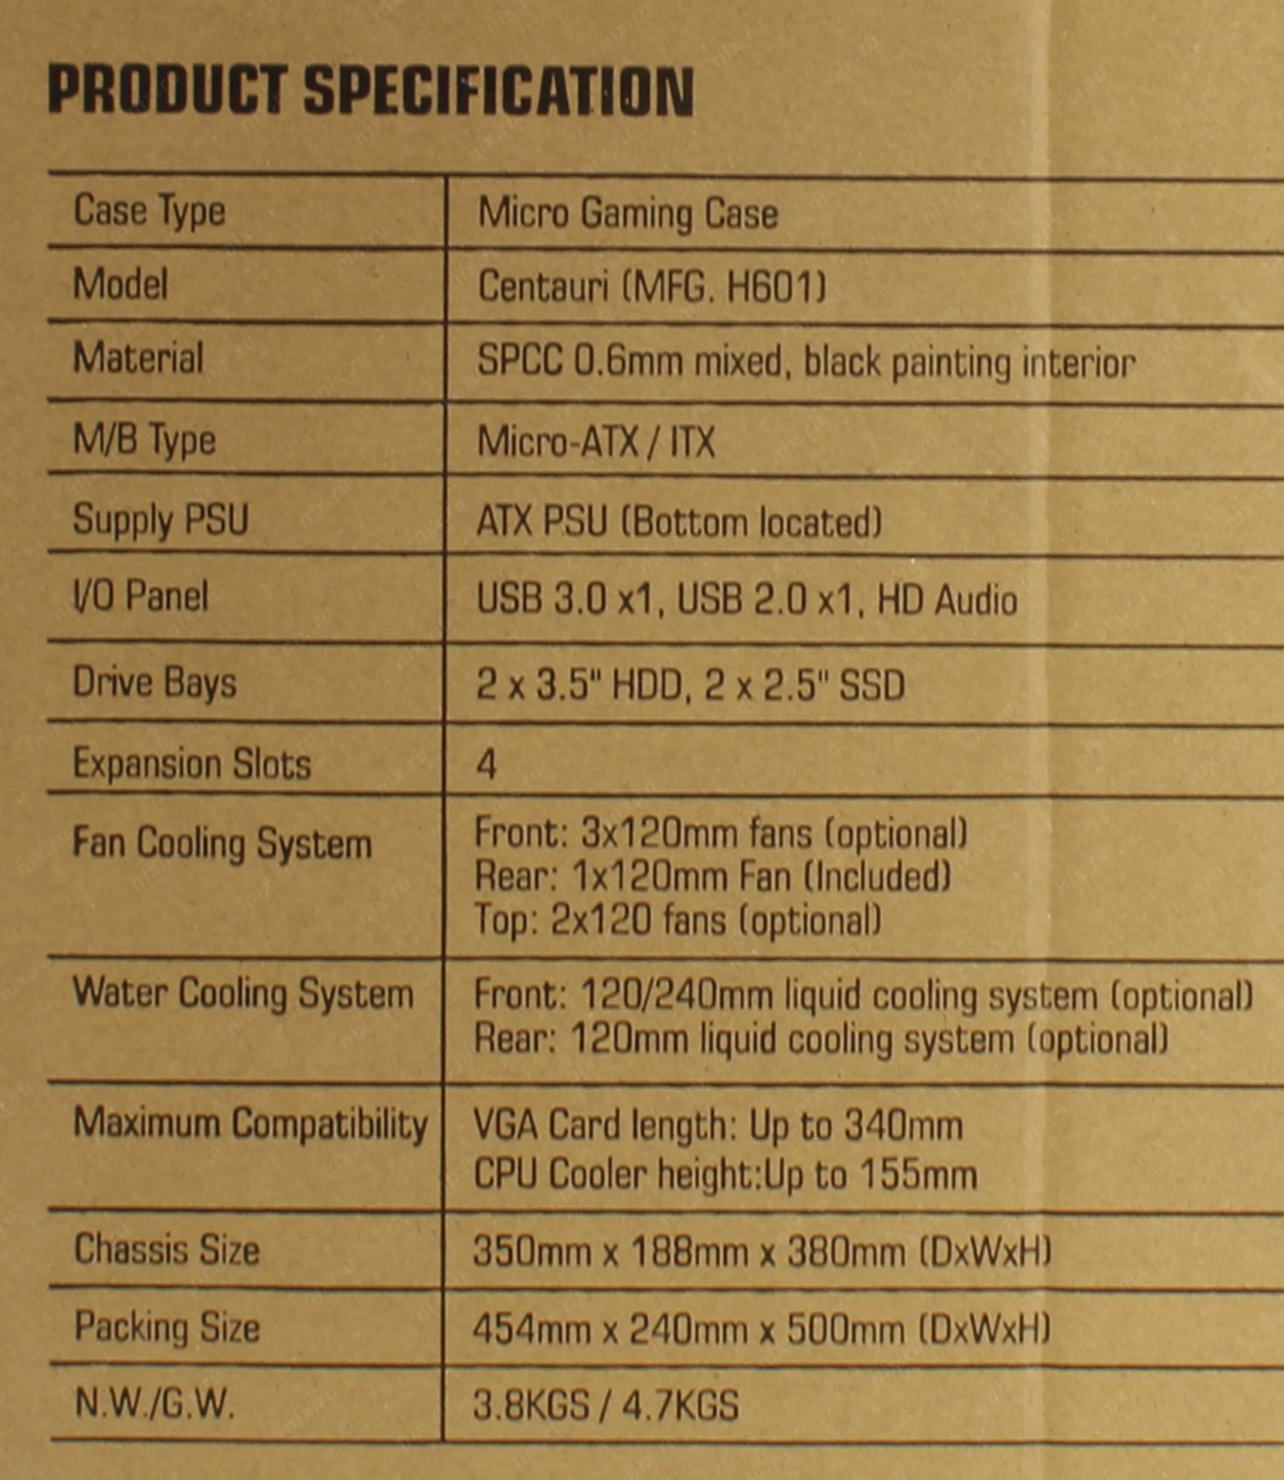 PRODUCT SPECIFICATION
Case Type Micro Gaming Case
Model Centauri (MFG. H601)
Material SPCC 0.6mm mixed, black painting interior
M/B Type Micro-ATX / ITX
Supply PSU ATX PSU (Bottom located)
I/O Panel USB 3.0 x1, USB 2.0 x1, HD Audio
Drive Bays 2 x 3.5" HDD, 2 x 2.5" SSD
Expansion Slots 4
Fan Cooling System Front: 3x120mm fans (optional)
Rear: 1x120mm Fan (Included)
Top: 2x120 fans (optional)
Water Cooling System Front: 120/240mm liquid cooling system (optional)
Rear: 120mm liquid cooling system (optional)
Maximum Compatibility VGA Card length: Up to 340mm
CPU Cooler height:Up to 155mm
Chassis Size 350mm x 188mm x 380mm (DxWxH)
Packing Size 454mm x 240mm x 500mm (DxWxH)
N.W./G.W. 3.8KGS / 4.7KGS